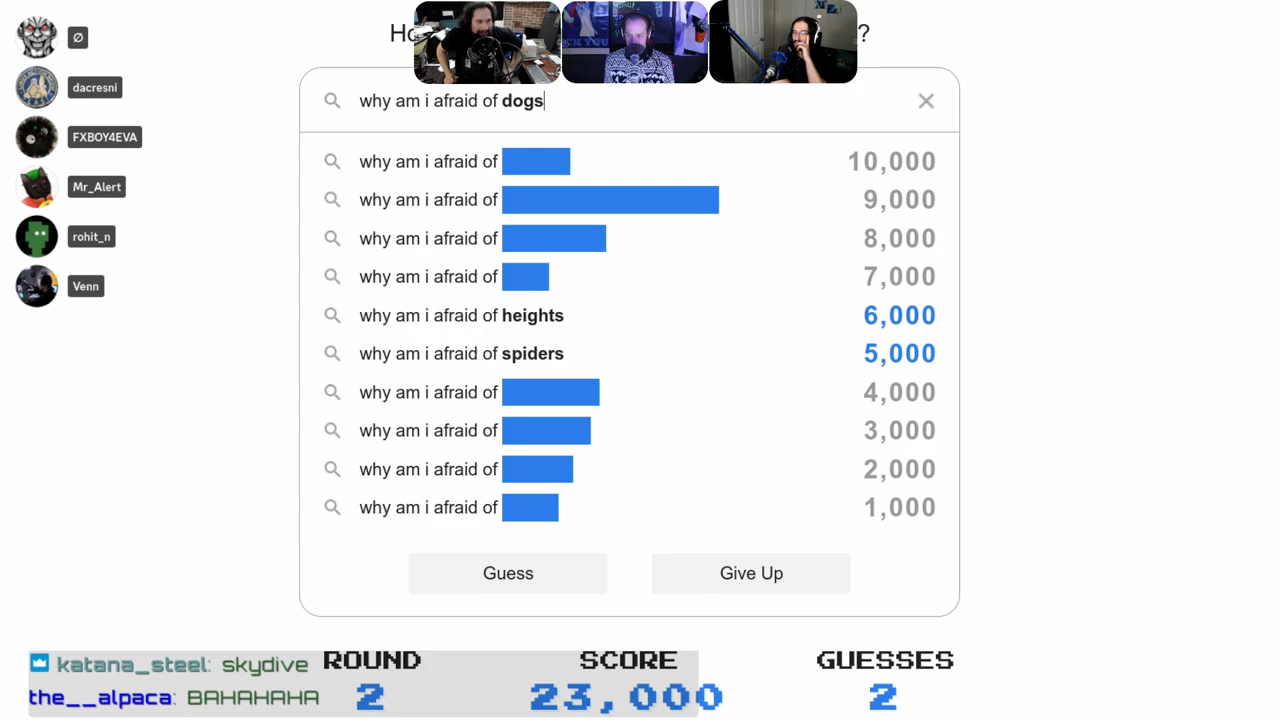 Ho
?
Ø
dacresni
FXBOY4EVA
Mr_Alert
rohit_n
Venn
why am i afraid of dogs
why am i afraid of 10,000
why am i afraid of 9,000
why am i afraid of 8,000
why am i afraid of 7,000
why am i afraid of heights 6,000
why am i afraid of spiders 5,000
why am i afraid of 4,000
why am i afraid of 3,000
why am i afraid of 2,000
why am i afraid of 1,000
Guess Give Up
katana_steel: skydive
the__alpaca: BAHAHAHA
ROUND SCORE GUESSES
2 23,000 2